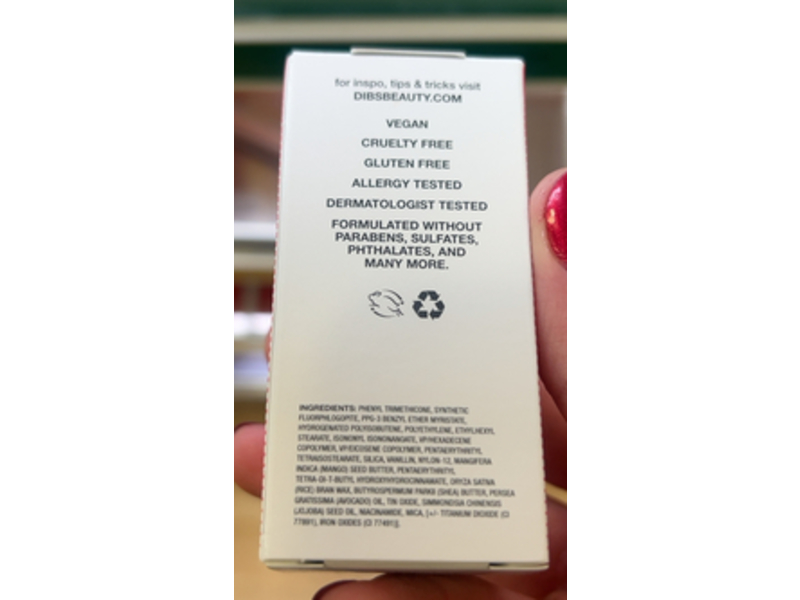 for inspo, tips & tricks visit
DIBSBEAUTY.COM
VEGAN
CRUELTY FREE
GLUTEN FREE
ALLERGY TESTED
DERMATOLOGIST TESTED
FORMULATED WITHOUT
PARABENS, SULFATES,
PHTHALATES, AND
MANY MORE.
INGREDIENTS: PHENYL TRIMETHICONE, SYNTHETIC
FLUORPHLOGOPITE, PPG-3 BENZYL ETHER MYRISTATE,
HYDROGENATED POLYISOBUTENE, POLYETHYLENE, ETHYLHEXYL
STEARATE, ISONONYL ISONONANOATE, VP/HEXADECENE
COPOLYMER, VP/EICOSENE COPOLYMER, PENTAERYTHRITYL
TETRAISOSTEARATE, SILICA, VANILLIN, NYLON-12, MANGIFERA
INDICA (MANGO) SEED BUTTER, PENTAERYTHRITYL
TETRA-DI-T-BUTYL HYDROXYHYDROCINNAMATE, ORYZA SATIVA
(RICE) BRAN WAX, BUTYROSPERMUM PARKII (SHEA) BUTTER, PERSEA
GRATISSIMA (AVOCADO) OIL, TIN OXIDE, SIMMONDSIA CHINENSIS
(JOJOBA) SEED OIL, NIACINAMIDE, MICA, [+/- TITANIUM DIOXIDE (CI
77891), IRON OXIDES (CI 77491)].